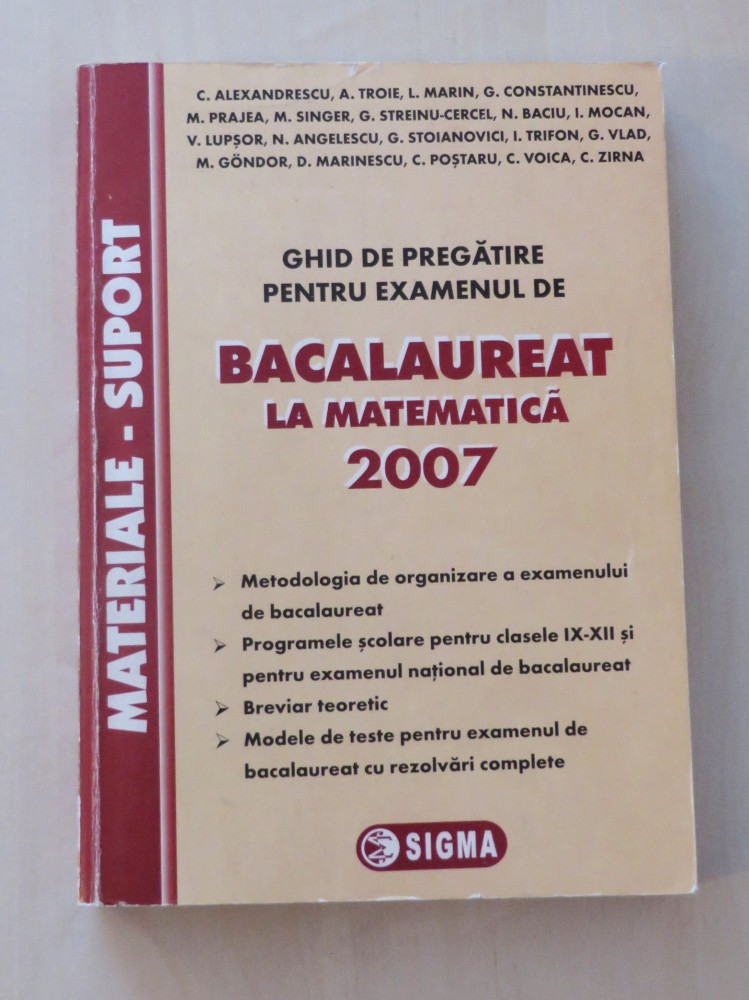 C. ALEXANDRESCU, A. TROIE, L. MARIN, G. CONSTANTINESCU,
M. PRAJEA, M. SINGER, G. STREINU-CERCEL, N. BACIU, I. MOCAN,
V. LUPȘOR, N. ANGELESCU, G. STOIANOVICI, I. TRIFON, G. VLAD,
M. GÖNDOR, D. MARINESCU, C. POȘTARU, C. VOICA, C. ZIRNA
MATERIALE - SUPORT
GHID DE PREGĂTIRE
PENTRU EXAMENUL DE
BACALAUREAT
LA MATEMATICĂ
2007
➢ Metodologia de organizare a examenului
de bacalaureat
➢ Programele școlare pentru clasele IX-XII și
pentru examenul național de bacalaureat
➢ Breviar teoretic
➢ Modele de teste pentru examenul de
bacalaureat cu rezolvări complete
SIGMA